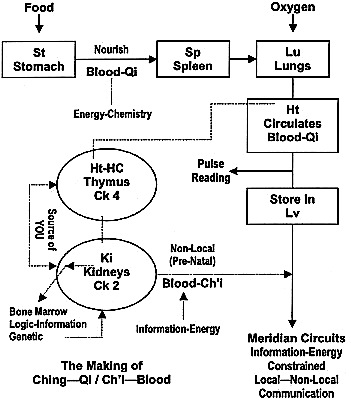 Food
Oxygen
St
Stomach
Nourish
Blood-Qi
Energy-Chemistry
Sp
Spleen
Lu
Lungs
Ht
Circulates
Blood-Qi
Pulse
Reading
Store In
Lv
Ht-HC
Thymus
Ck 4
Source of
YOU
Ki
Kidneys
Ck 2
Non-Local
(Pre-Natal)
Blood-Ch'i
Information-Energy
Bone Marrow
Logic-Information
Genetic
The Making of
Ching—Qi / Ch'i—Blood
Meridian Circuits
Information-Energy
Constrained
Local—Non-Local
Communication